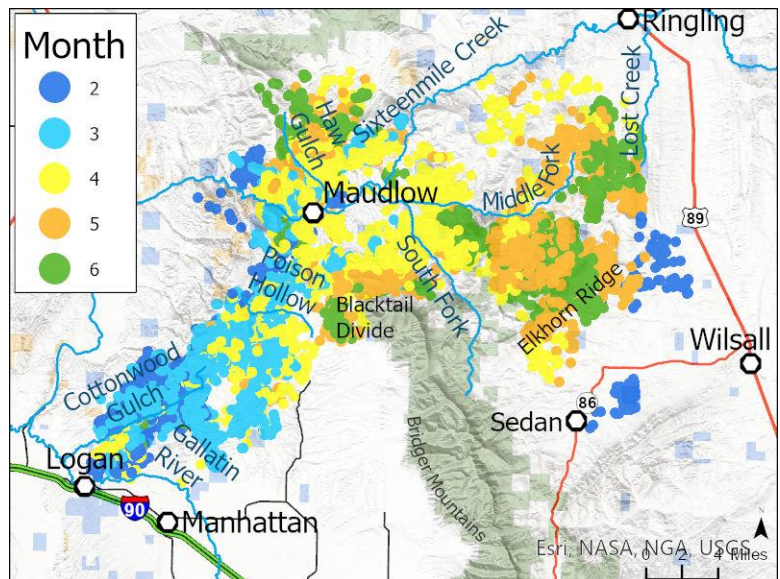 Month
2
3
4
5
6
Ringling
Sixteenmile Creek
Haw
Gulch
Lost Creek
Middle Fork
Maudlow
89
South Fork
Poison
Hollow
Blacktail
Divide
Elkhorn Ridge
Wilsall
Cottonwood
Gulch
86
Sedan
Gallatin
River
Bridger Mountains
Logan
90
Manhattan
Esri, NASA, NGA, USGS
0 2 4 Miles